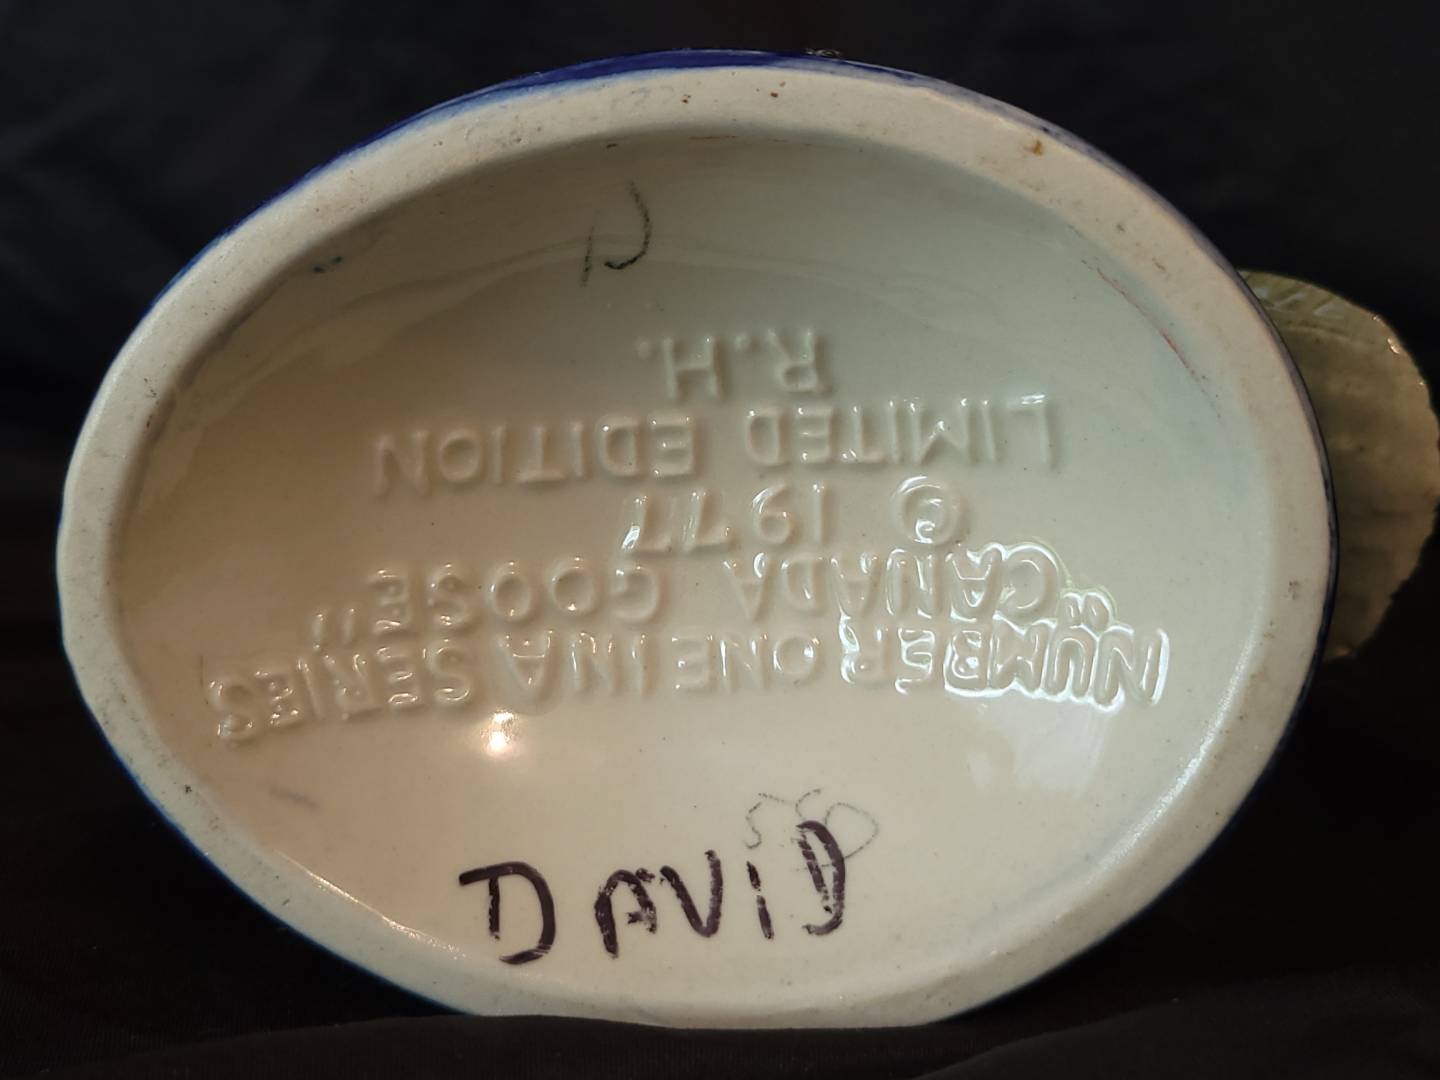 NUMBER ONE IN A SERIES
"CANADA GOOSE"
© 1977
LIMITED EDITION
R.H.
DAVID